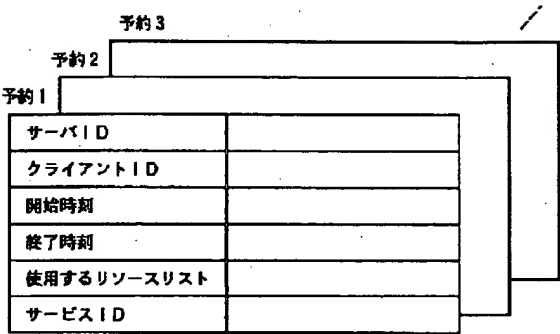 予約3
予約2
予約1
サーバID
クライアントID
開始時刻
終了時刻
使用するリソースリスト
サービスID